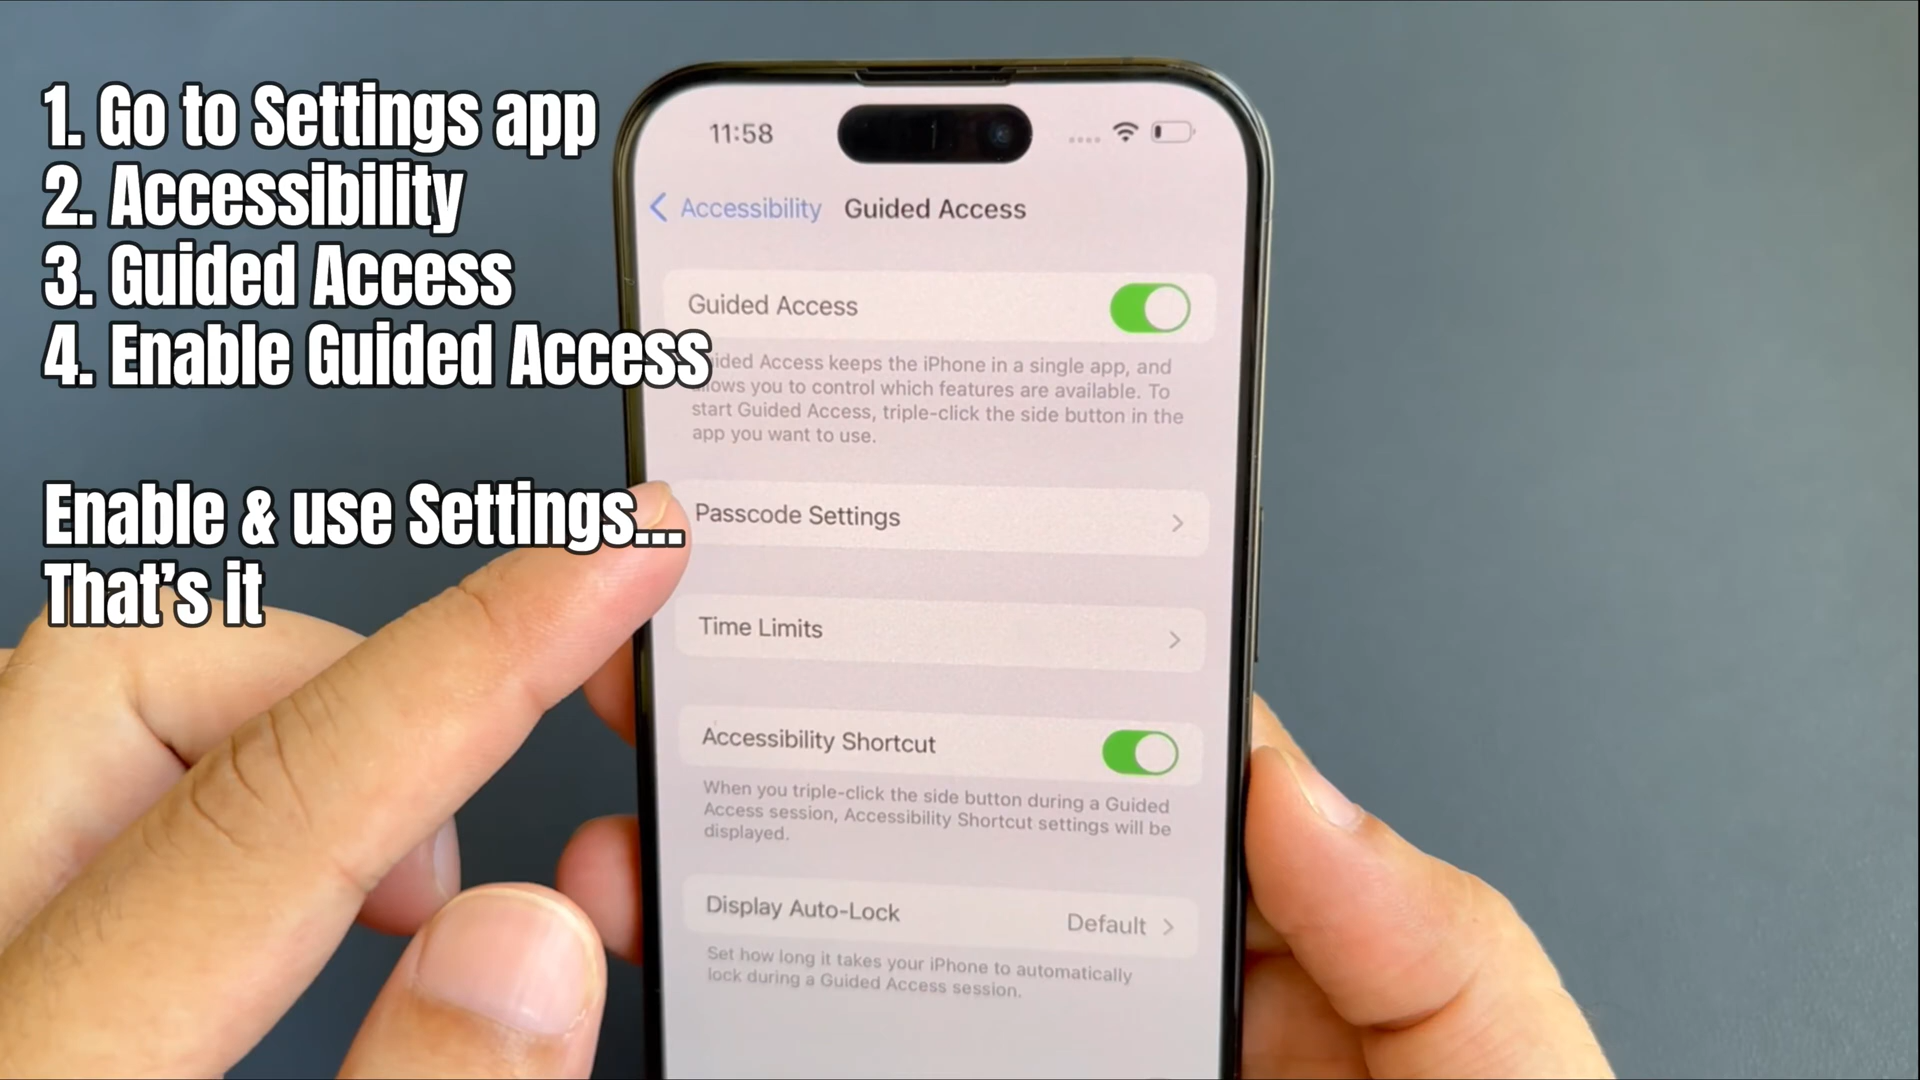 1. Go to Settings app
2. Accessibility
3. Guided Access
4. Enable Guided Access
Enable & use Settings...
That's it
11:58
Accessibility Guided Access
Guided Access
ided Access keeps the iPhone in a single app, and
ows you to control which features are available. To
start Guided Access, triple-click the side button in the
app you want to use.
Passcode Settings
Time Limits
Accessibility Shortcut
When you triple-click the side button during a Guided
Access session, Accessibility Shortcut settings will be
displayed.
Display Auto-Lock Default
Set how long it takes your iPhone to automatically
lock during a Guided Access session.